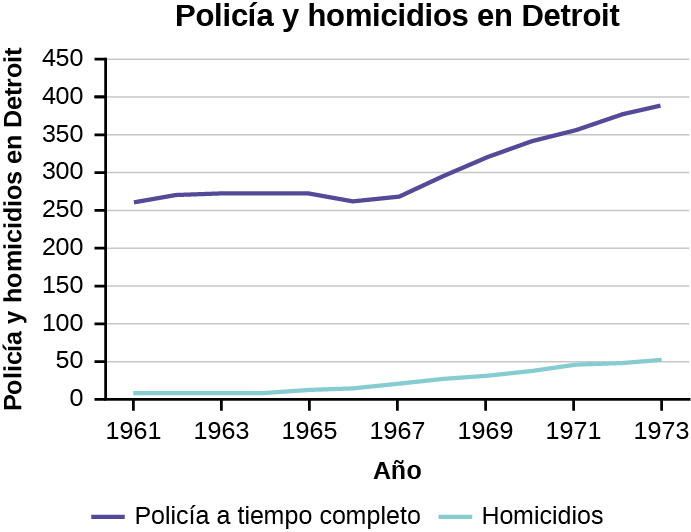 Policía y homicidios en Detroit
Policía y homicidios en Detroit
450
400
350
300
250
200
150
100
50
0
1961 1963 1965 1967 1969 1971 1973
Año
Policía a tiempo completo Homicidios